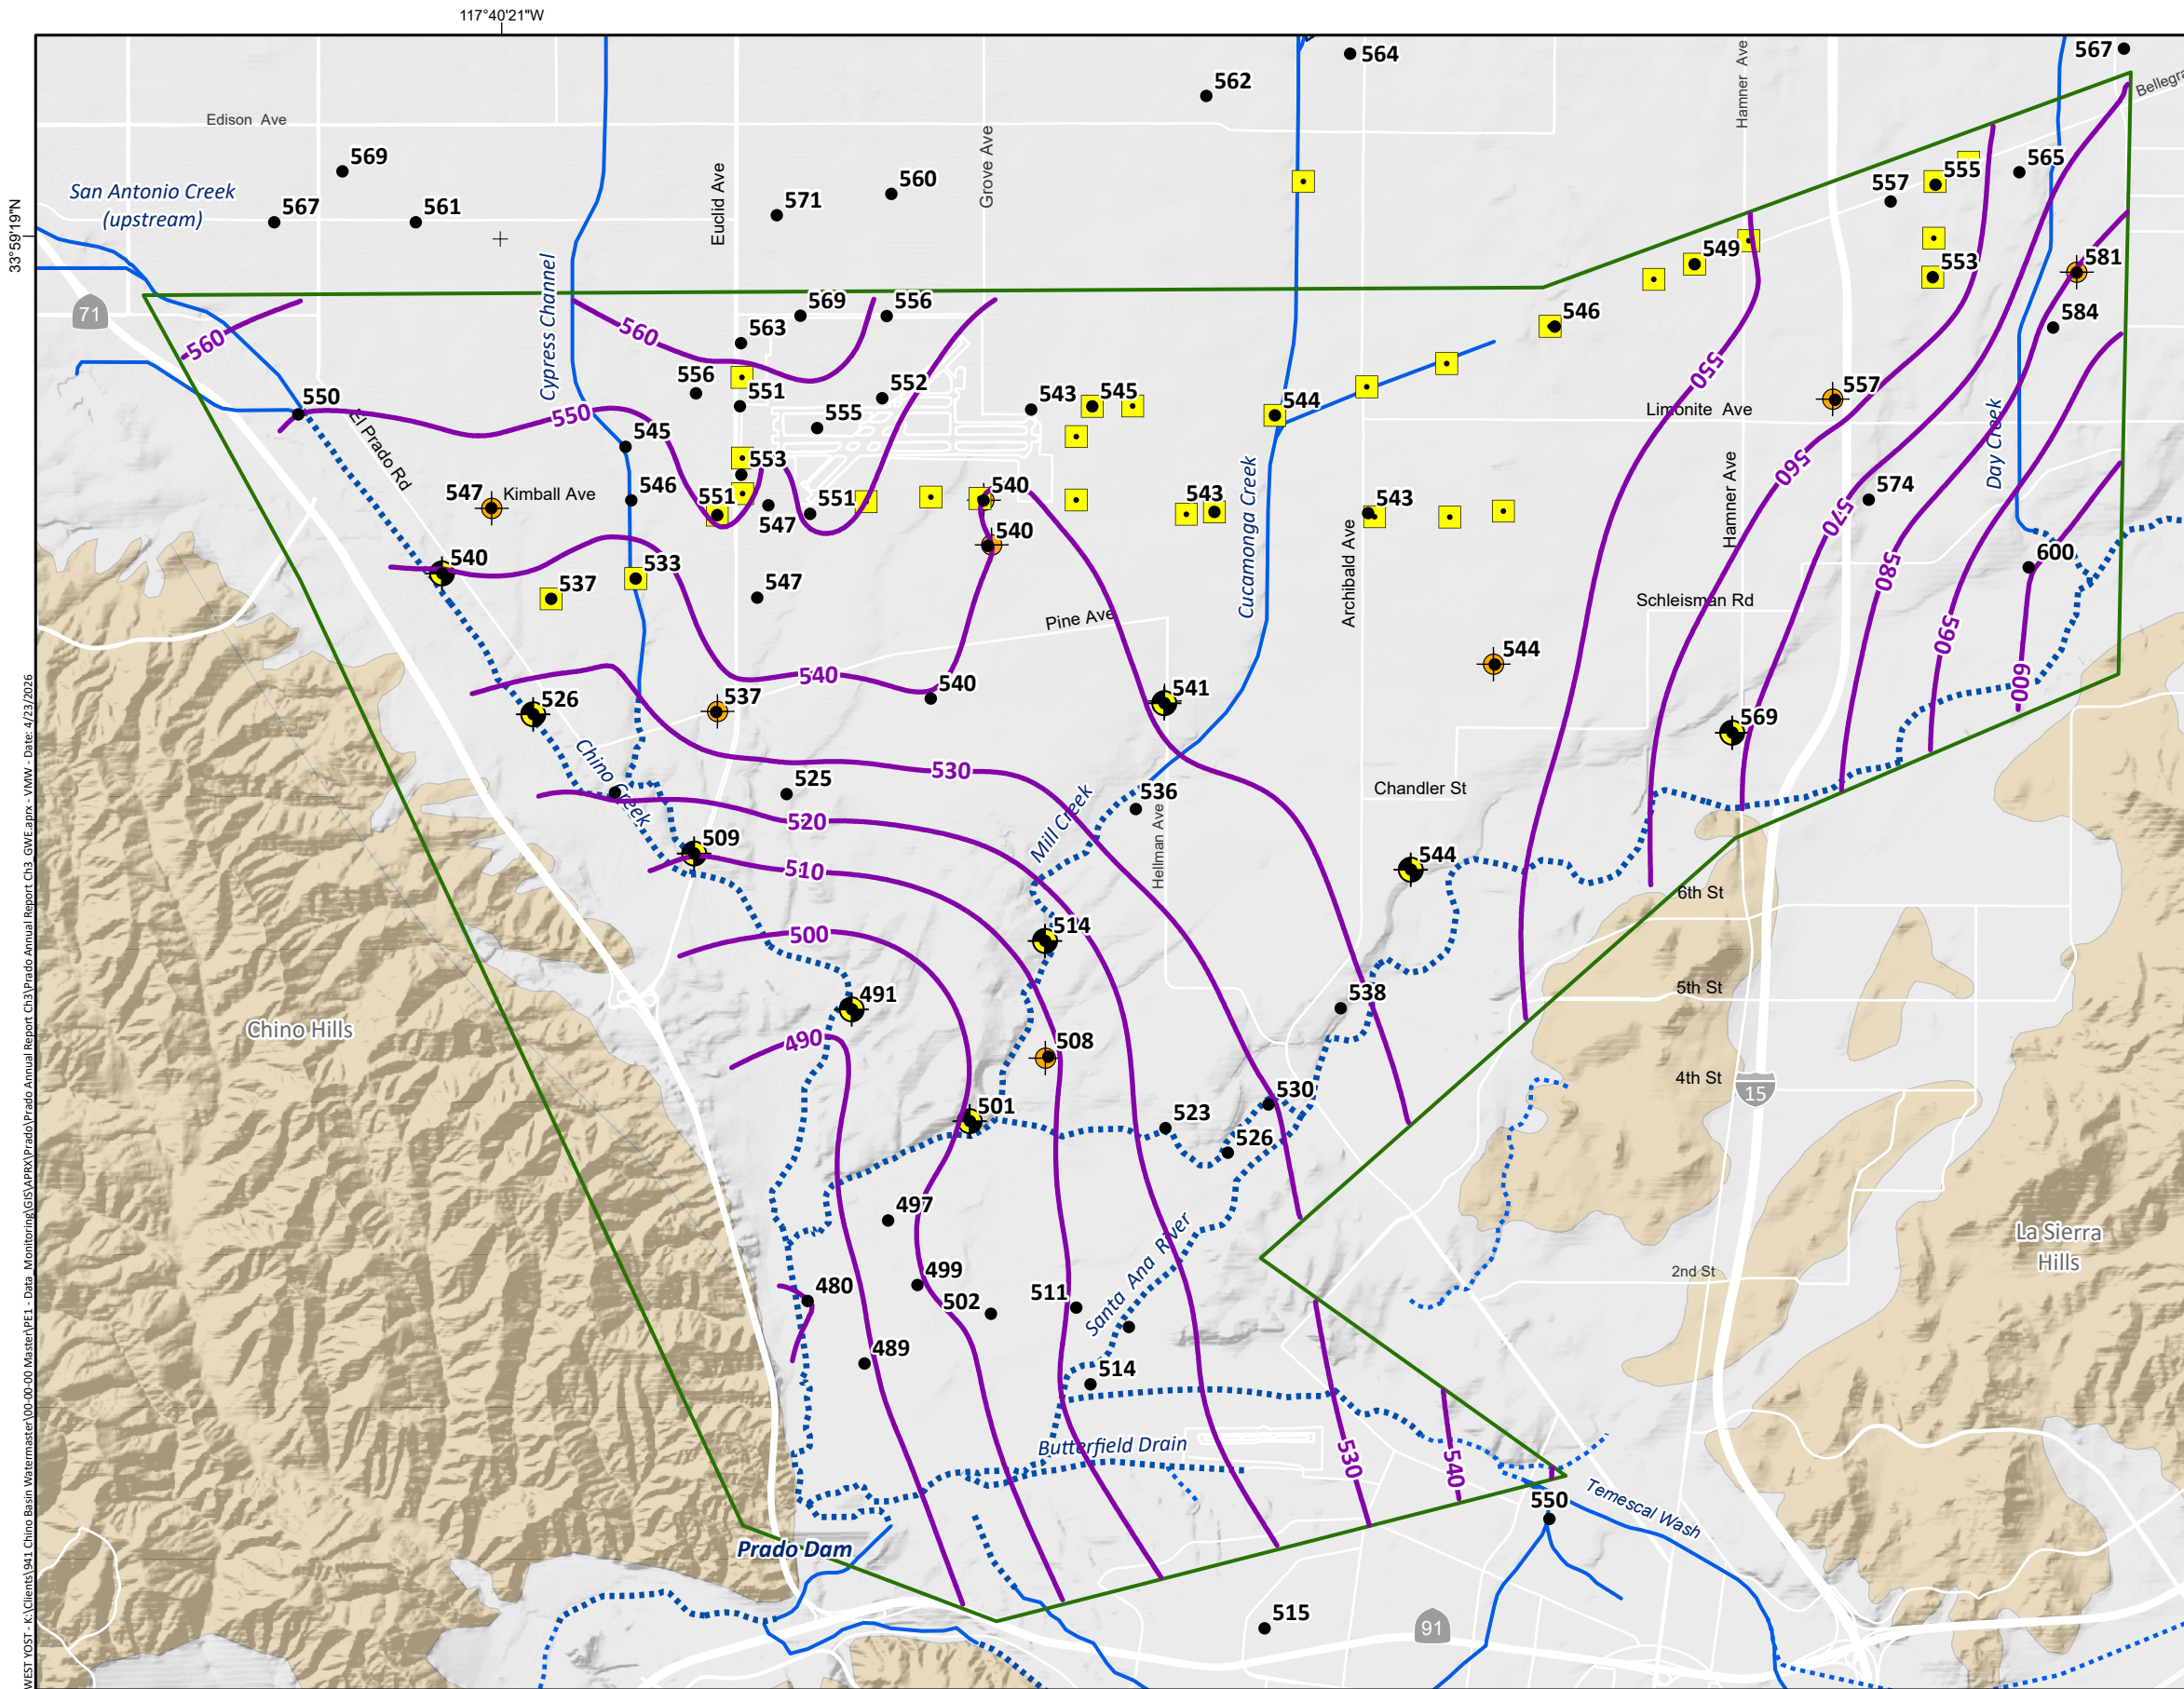 117°40'21"W
33°59'19"N
564
567
562
Hamner Ave
Edison Ave
569
San Antonio Creek
(upstream)
567
561
Euclid Ave
571
560
Grove Ave
557
555
565
549
553
581
584
546
71
560
Cypress Channel
560
563
569
556
550
550
556
551
552
555
543
545
544
550
Limonite Ave
557
El Prado Rd
545
546
553
551
547
551
540
540
543
543
Cucamonga Creek
Archibald Ave
Hamner Ave
560
570
574
Day Creek
547
Kimball Ave
540
537
533
547
Pine Ave
Schleisman Rd
580
600
590
600
544
526
537
540
540
541
569
Chino Creek
530
525
520
Mill Creek
536
Hellman Ave
Chandler St
509
510
544
6th St
500
514
5th St
491
538
Chino Hills
490
508
4th St
15
501
523
530
526
497
Santa Ana River
La Sierra
Hills
2nd St
480
499
502
511
489
514
Butterfield Drain
530
540
550
Temescal Wash
Prado Dam
515
91
WEST YOST - K:\Clients\941 Chino Basin Watermaster\00-00-00 Master\PE1 - Data Monitoring\GIS\APRX\Prado\Prado Annual Report Ch3\Prado Annual Report Ch3 GWE.aprx - VMW - Date: 4/23/2026